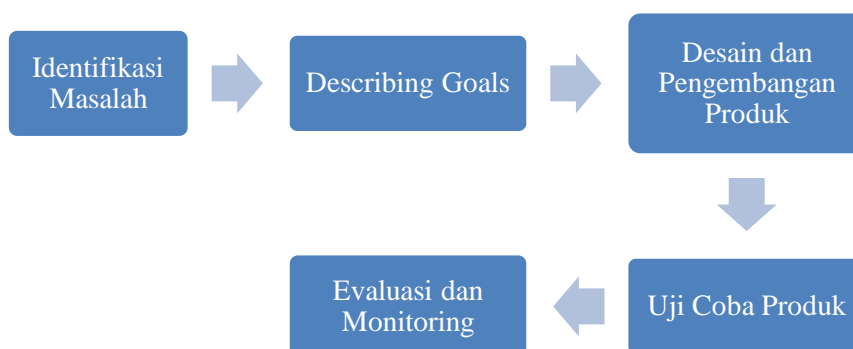 Identifikasi
Masalah
Describing Goals
Desain dan
Pengembangan
Produk
Uji Coba Produk
Evaluasi dan
Monitoring